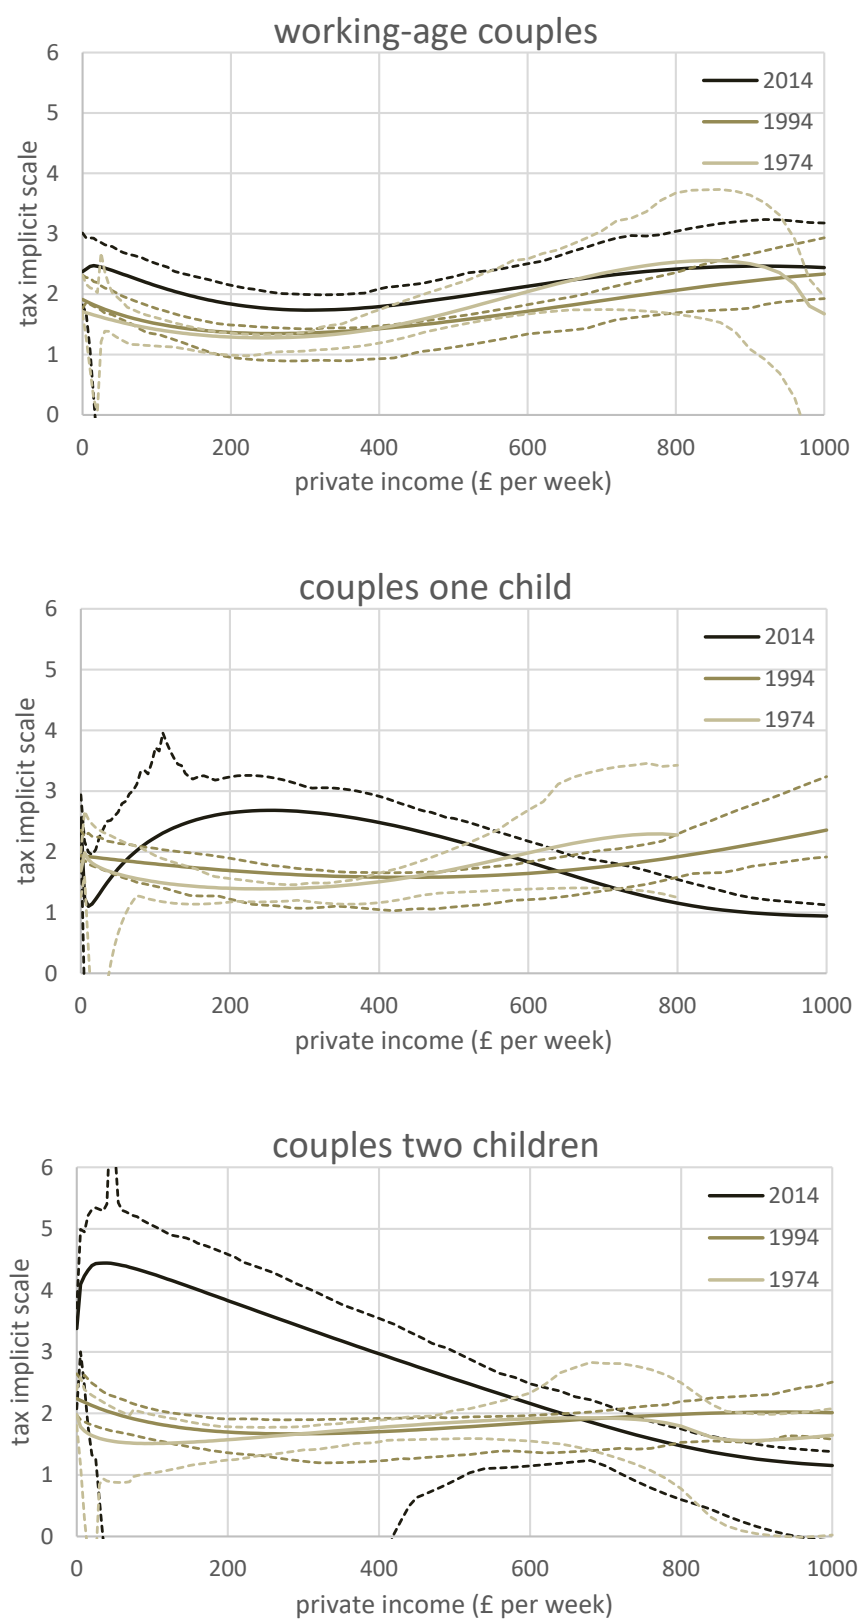 working-age couples
6
5
4
3
2
1
0
tax implicit scale
2014
1994
1974
0 200 400 600 800 1000
private income (£ per week)
couples one child
6
5
4
3
2
1
0
tax implicit scale
2014
1994
1974
0 200 400 600 800 1000
private income (£ per week)
couples two children
6
5
4
3
2
1
0
tax implicit scale
2014
1994
1974
0 200 400 600 800 1000
private income (£ per week)